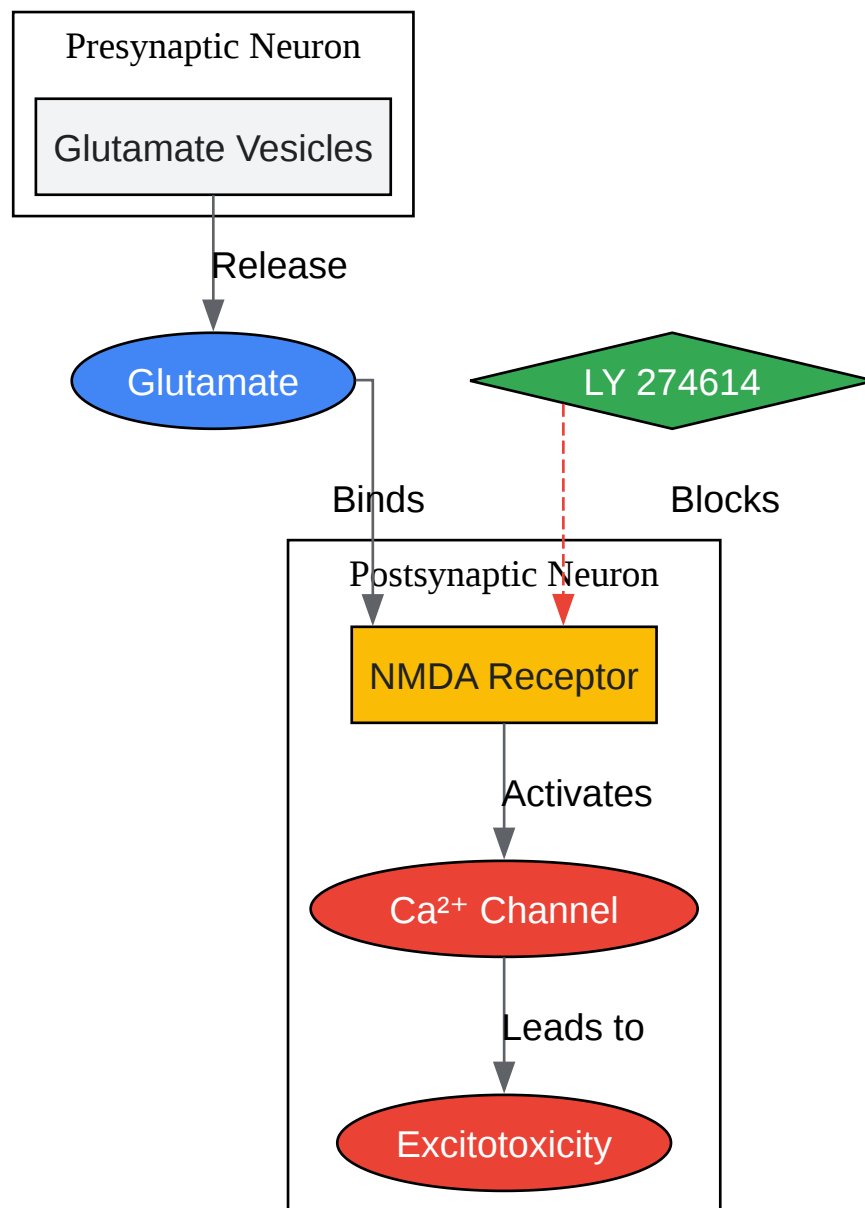 Presynaptic Neuron
Glutamate Vesicles
Release
Glutamate
LY 274614
Binds
Blocks
Postsynaptic Neuron
NMDA Receptor
Activates
Ca²⁺ Channel
Leads to
Excitotoxicity